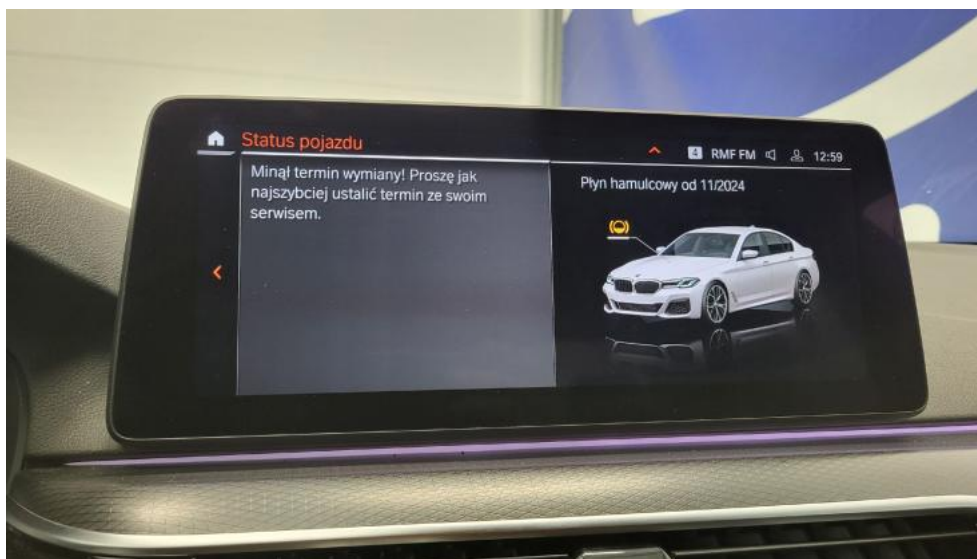 Status pojazdu
4 RMF FM 12:59
Minął termin wymiany! Proszę jak
najszybciej ustalić termin ze swoim
serwisem.
Płyn hamulcowy od 11/2024